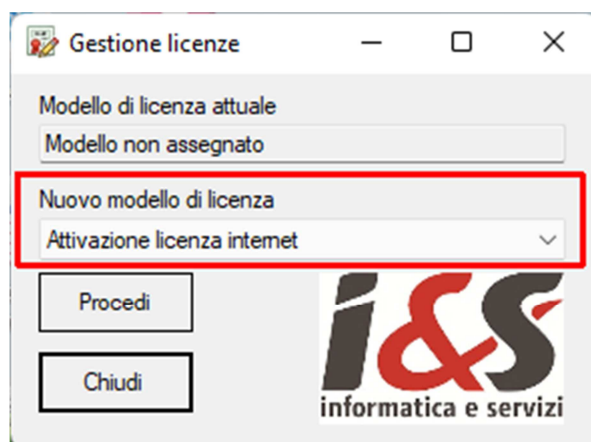 Gestione licenze
Modello di licenza attuale
Modello non assegnato
Nuovo modello di licenza
Attivazione licenza internet
Procedi
Chiudi
i&s
informatica e servizi